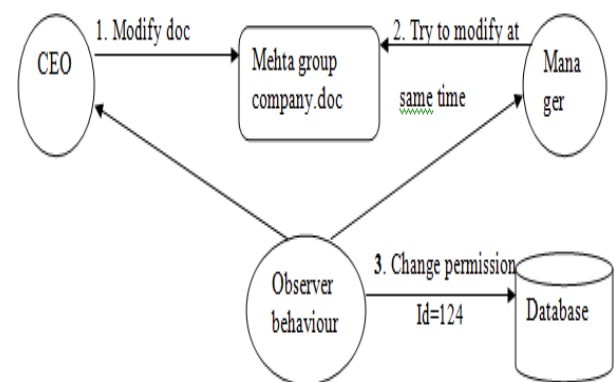 CEO
1. Modify doc
Mehta group
company.doc
2. Try to modify at
same time
Mana
ger
Observer
behaviour
3. Change permission
Id=124
Database